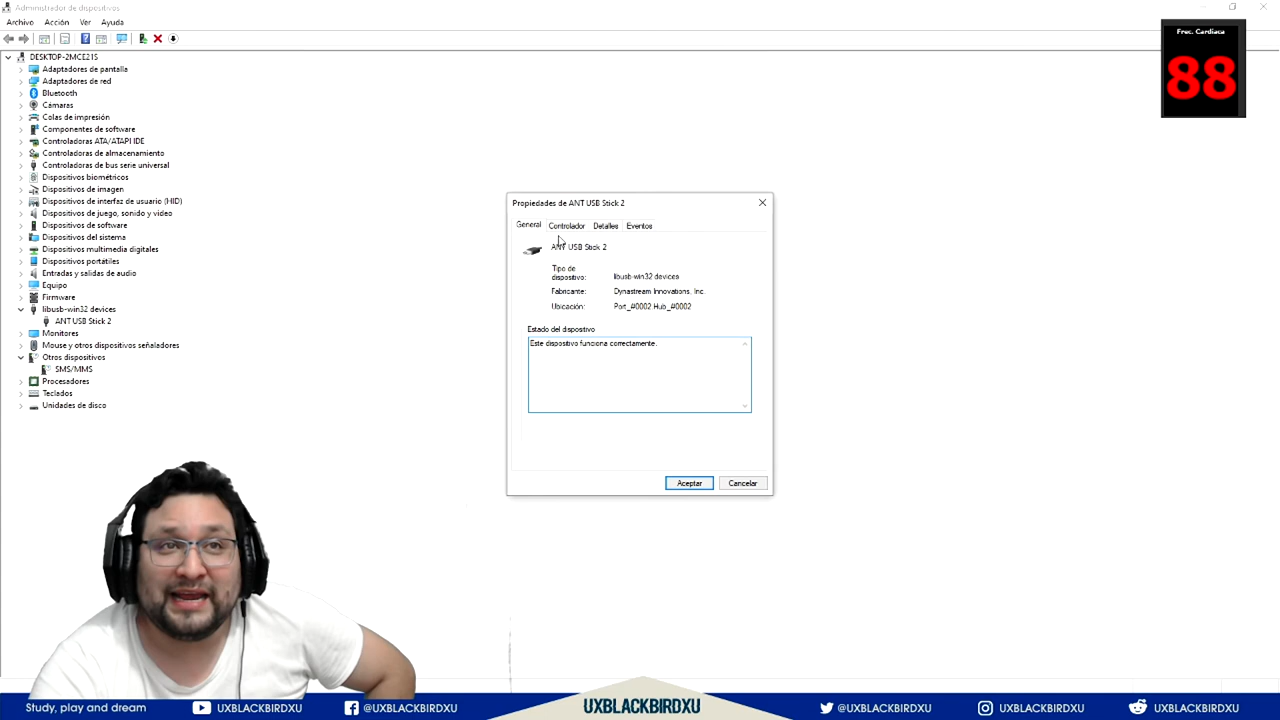 Administrador de dispositivos
Archivo Acción Ver Ayuda
DESKTOP-2MCE21S
Adaptadores de pantalla
Adaptadores de red
Bluetooth
Cámaras
Colas de impresión
Componentes de software
Controladoras ATA/ATAPI IDE
Controladoras de almacenamiento
Controladoras de bus serie universal
Dispositivos biométricos
Dispositivos de imagen
Dispositivos de interfaz de usuario (HID)
Dispositivos de juego, sonido y video
Dispositivos de software
Dispositivos del sistema
Dispositivos multimedia digitales
Dispositivos portátiles
Entradas y salidas de audio
Equipo
Firmware
libusb-win32 devices
ANT USB Stick 2
Monitores
Mouse y otros dispositivos señaladores
Otros dispositivos
SMS/MMS
Procesadores
Teclados
Unidades de disco
Propiedades de ANT USB Stick 2
General Controlador Detalles Eventos
ANT USB Stick 2
Tipo de dispositivo: libusb-win32 devices
Fabricante: Dynastream Innovations, Inc.
Ubicación: Port_#0002.Hub_#0002
Estado del dispositivo
Este dispositivo funciona correctamente.
Aceptar Cancelar
Frec. Cardiaca
88
Study, play and dream UXBLACKBIRDXU @UXBLACKBIRDXU UXBLACKBIRDXU @UXBLACKBIRDXU UXBLACKBIRDXU UXBLACKBIRDXU